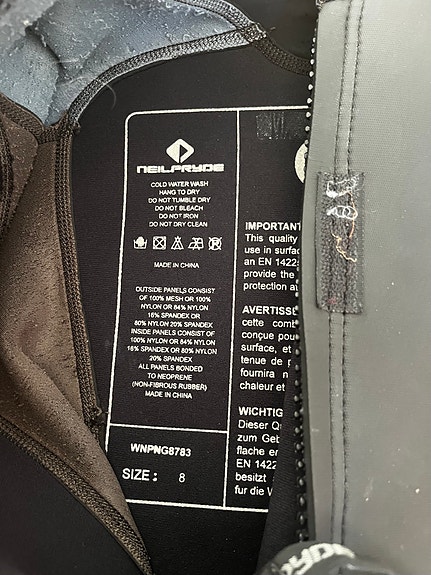 NEILPRYDE
COLD WATER WASH
HANG TO DRY
DO NOT TUMBLE DRY
DO NOT BLEACH
DO NOT IRON
DO NOT DRY CLEAN
MADE IN CHINA
OUTSIDE PANELS CONSIST
OF 100% MESH OR 100%
NYLON OR 84% NYLON
16% SPANDEX OR
80% NYLON 20% SPANDEX
INSIDE PANELS CONSIST OF
100% NYLON OR 84% NYLON
16% SPANDEX OR 80% NYLON
20% SPANDEX
ALL PANELS BONDED
TO NEOPRENE
(NON-FIBROUS RUBBER)
MADE IN CHINA
WNPNG8783
SIZE: 8
IMPORTANT
This quality
use in surfac
an EN 1422
provide the
protection a
AVERTISSE
cette comb
conçue pou
surface, et
tenue de p
fournira n
chaleur et
WICHTIG
Dieser Q
zum Geb
flache e
EN 1422
besitzt
fur die W